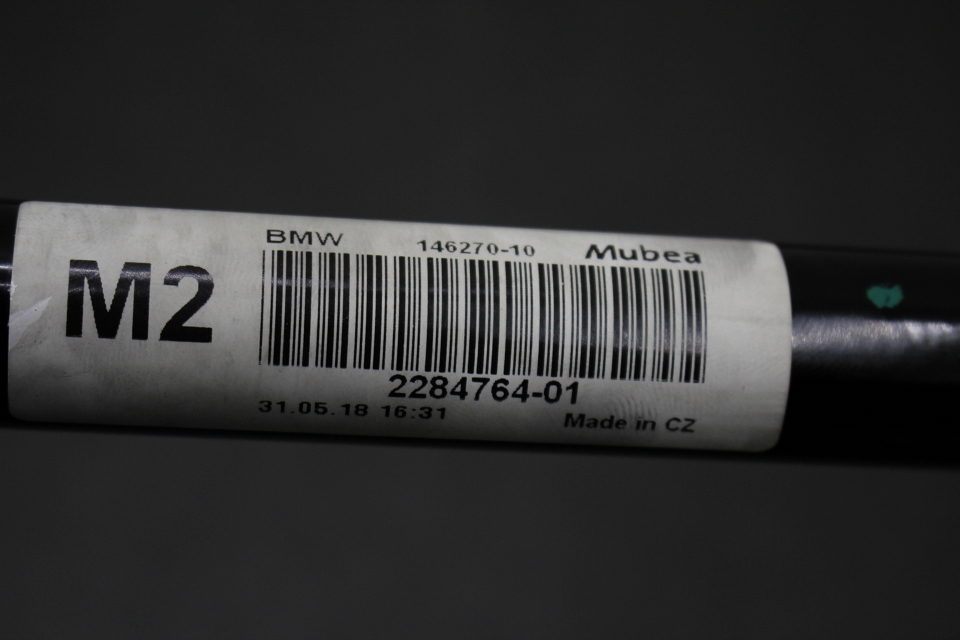 M2
BMW 146270-10 Mubea
2284764-01
31.05.18 16:31 Made in CZ